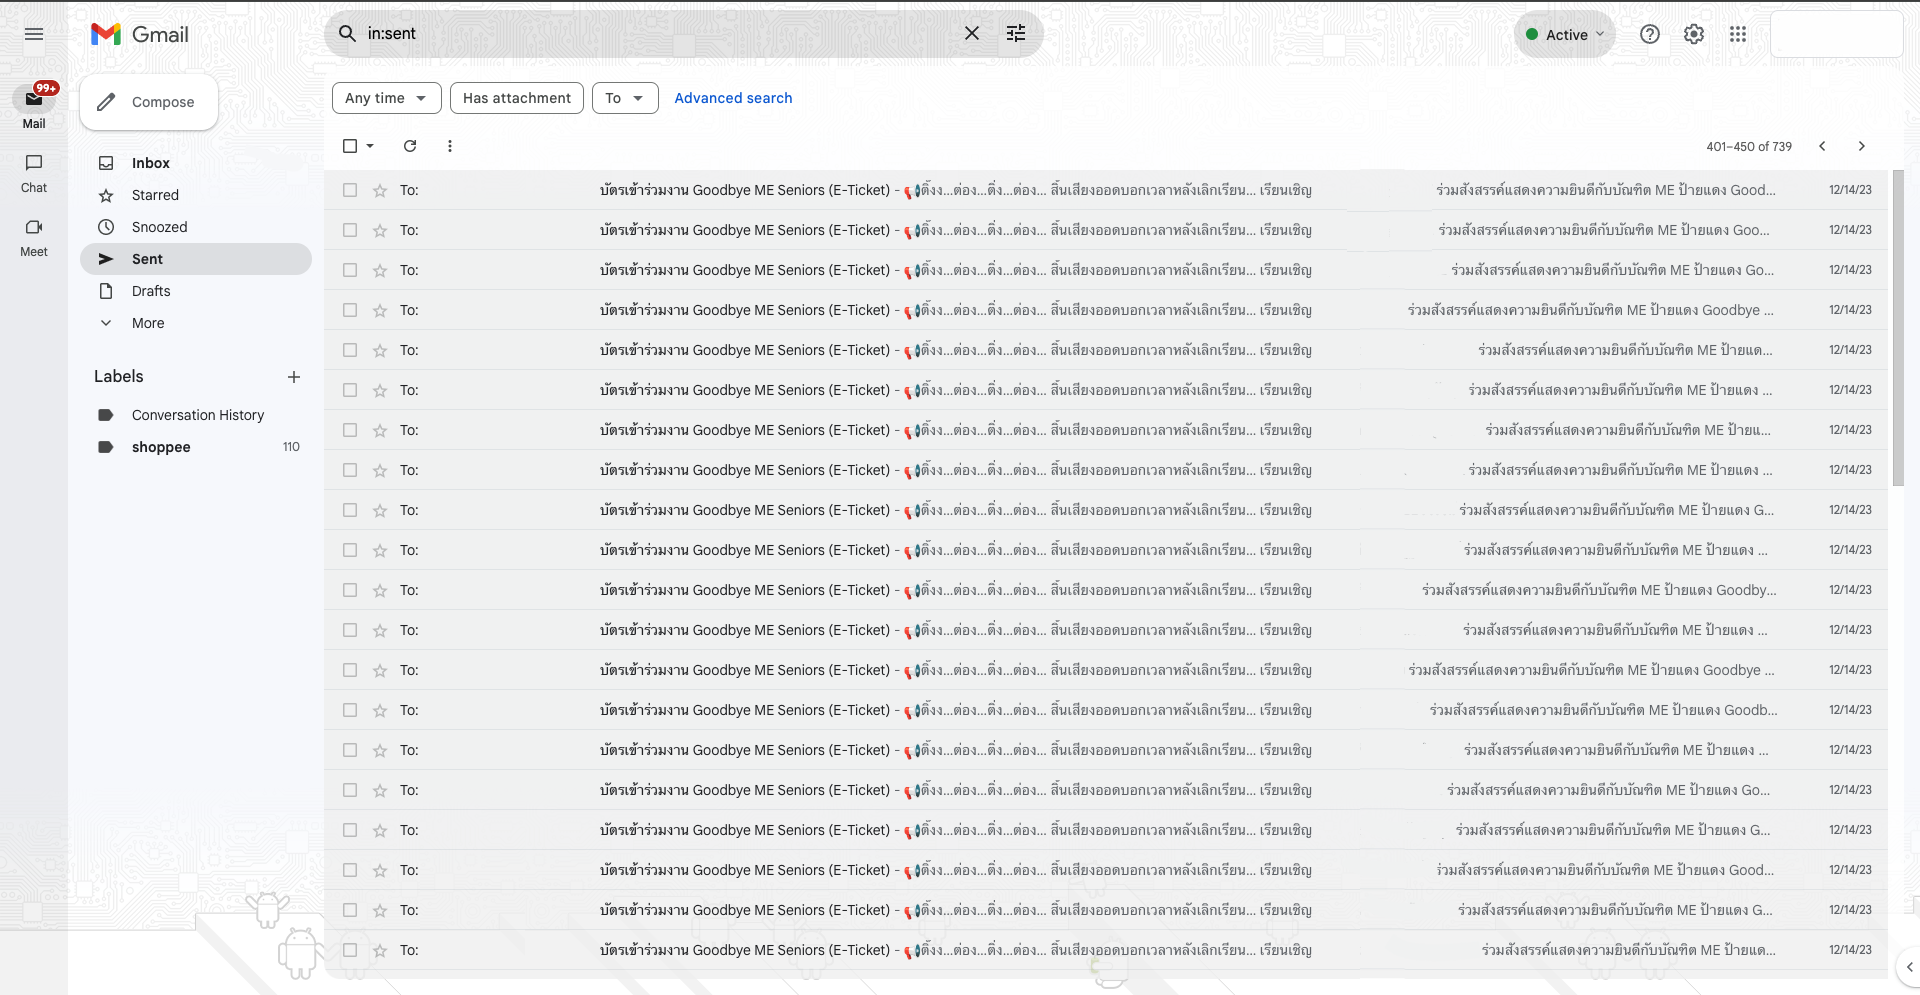 Gmail
in:sent
Active
99+
Mail
Chat
Meet
Compose
Inbox
Starred
Snoozed
Sent
Drafts
More
Labels
Conversation History
shoppee 110
Any time Has attachment To Advanced search
401–450 of 739
To: บัตรเข้าร่วมงาน Goodbye ME Seniors (E-Ticket) - 📢ติ๊งง...ต่อง...ติ่ง...ต่อง... สิ้นเสียงออดบอกเวลาหลังเลิกเรียน... เรียนเชิญ ร่วมสังสรรค์แสดงความยินดีกับบัณฑิต ME ป้ายแดง Good... 12/14/23
To: บัตรเข้าร่วมงาน Goodbye ME Seniors (E-Ticket) - 📢ติ๊งง...ต่อง...ติ่ง...ต่อง... สิ้นเสียงออดบอกเวลาหลังเลิกเรียน... เรียนเชิญ ร่วมสังสรรค์แสดงความยินดีกับบัณฑิต ME ป้ายแดง Goo... 12/14/23
To: บัตรเข้าร่วมงาน Goodbye ME Seniors (E-Ticket) - 📢ติ๊งง...ต่อง...ติ่ง...ต่อง... สิ้นเสียงออดบอกเวลาหลังเลิกเรียน... เรียนเชิญ ร่วมสังสรรค์แสดงความยินดีกับบัณฑิต ME ป้ายแดง Go... 12/14/23
To: บัตรเข้าร่วมงาน Goodbye ME Seniors (E-Ticket) - 📢ติ๊งง...ต่อง...ติ่ง...ต่อง... สิ้นเสียงออดบอกเวลาหลังเลิกเรียน... เรียนเชิญ ร่วมสังสรรค์แสดงความยินดีกับบัณฑิต ME ป้ายแดง Goodbye ... 12/14/23
To: บัตรเข้าร่วมงาน Goodbye ME Seniors (E-Ticket) - 📢ติ๊งง...ต่อง...ติ่ง...ต่อง... สิ้นเสียงออดบอกเวลาหลังเลิกเรียน... เรียนเชิญ ร่วมสังสรรค์แสดงความยินดีกับบัณฑิต ME ป้ายแด... 12/14/23
To: บัตรเข้าร่วมงาน Goodbye ME Seniors (E-Ticket) - 📢ติ๊งง...ต่อง...ติ่ง...ต่อง... สิ้นเสียงออดบอกเวลาหลังเลิกเรียน... เรียนเชิญ ร่วมสังสรรค์แสดงความยินดีกับบัณฑิต ME ป้ายแดง ... 12/14/23
To: บัตรเข้าร่วมงาน Goodbye ME Seniors (E-Ticket) - 📢ติ๊งง...ต่อง...ติ่ง...ต่อง... สิ้นเสียงออดบอกเวลาหลังเลิกเรียน... เรียนเชิญ ร่วมสังสรรค์แสดงความยินดีกับบัณฑิต ME ป้ายแ... 12/14/23
To: บัตรเข้าร่วมงาน Goodbye ME Seniors (E-Ticket) - 📢ติ๊งง...ต่อง...ติ่ง...ต่อง... สิ้นเสียงออดบอกเวลาหลังเลิกเรียน... เรียนเชิญ ร่วมสังสรรค์แสดงความยินดีกับบัณฑิต ME ป้ายแดง ... 12/14/23
To: บัตรเข้าร่วมงาน Goodbye ME Seniors (E-Ticket) - 📢ติ๊งง...ต่อง...ติ่ง...ต่อง... สิ้นเสียงออดบอกเวลาหลังเลิกเรียน... เรียนเชิญ ร่วมสังสรรค์แสดงความยินดีกับบัณฑิต ME ป้ายแดง G... 12/14/23
To: บัตรเข้าร่วมงาน Goodbye ME Seniors (E-Ticket) - 📢ติ๊งง...ต่อง...ติ่ง...ต่อง... สิ้นเสียงออดบอกเวลาหลังเลิกเรียน... เรียนเชิญ ร่วมสังสรรค์แสดงความยินดีกับบัณฑิต ME ป้ายแดง ... 12/14/23
To: บัตรเข้าร่วมงาน Goodbye ME Seniors (E-Ticket) - 📢ติ๊งง...ต่อง...ติ่ง...ต่อง... สิ้นเสียงออดบอกเวลาหลังเลิกเรียน... เรียนเชิญ ร่วมสังสรรค์แสดงความยินดีกับบัณฑิต ME ป้ายแดง Goodby... 12/14/23
To: บัตรเข้าร่วมงาน Goodbye ME Seniors (E-Ticket) - 📢ติ๊งง...ต่อง...ติ่ง...ต่อง... สิ้นเสียงออดบอกเวลาหลังเลิกเรียน... เรียนเชิญ ร่วมสังสรรค์แสดงความยินดีกับบัณฑิต ME ป้ายแดง ... 12/14/23
To: บัตรเข้าร่วมงาน Goodbye ME Seniors (E-Ticket) - 📢ติ๊งง...ต่อง...ติ่ง...ต่อง... สิ้นเสียงออดบอกเวลาหลังเลิกเรียน... เรียนเชิญ ร่วมสังสรรค์แสดงความยินดีกับบัณฑิต ME ป้ายแดง Goodbye ... 12/14/23
To: บัตรเข้าร่วมงาน Goodbye ME Seniors (E-Ticket) - 📢ติ๊งง...ต่อง...ติ่ง...ต่อง... สิ้นเสียงออดบอกเวลาหลังเลิกเรียน... เรียนเชิญ ร่วมสังสรรค์แสดงความยินดีกับบัณฑิต ME ป้ายแดง Goodb... 12/14/23
To: บัตรเข้าร่วมงาน Goodbye ME Seniors (E-Ticket) - 📢ติ๊งง...ต่อง...ติ่ง...ต่อง... สิ้นเสียงออดบอกเวลาหลังเลิกเรียน... เรียนเชิญ ร่วมสังสรรค์แสดงความยินดีกับบัณฑิต ME ป้ายแดง ... 12/14/23
To: บัตรเข้าร่วมงาน Goodbye ME Seniors (E-Ticket) - 📢ติ๊งง...ต่อง...ติ่ง...ต่อง... สิ้นเสียงออดบอกเวลาหลังเลิกเรียน... เรียนเชิญ ร่วมสังสรรค์แสดงความยินดีกับบัณฑิต ME ป้ายแดง Go... 12/14/23
To: บัตรเข้าร่วมงาน Goodbye ME Seniors (E-Ticket) - 📢ติ๊งง...ต่อง...ติ่ง...ต่อง... สิ้นเสียงออดบอกเวลาหลังเลิกเรียน... เรียนเชิญ ร่วมสังสรรค์แสดงความยินดีกับบัณฑิต ME ป้ายแดง G... 12/14/23
To: บัตรเข้าร่วมงาน Goodbye ME Seniors (E-Ticket) - 📢ติ๊งง...ต่อง...ติ่ง...ต่อง... สิ้นเสียงออดบอกเวลาหลังเลิกเรียน... เรียนเชิญ ร่วมสังสรรค์แสดงความยินดีกับบัณฑิต ME ป้ายแดง Good... 12/14/23
To: บัตรเข้าร่วมงาน Goodbye ME Seniors (E-Ticket) - 📢ติ๊งง...ต่อง...ติ่ง...ต่อง... สิ้นเสียงออดบอกเวลาหลังเลิกเรียน... เรียนเชิญ ร่วมสังสรรค์แสดงความยินดีกับบัณฑิต ME ป้ายแดง G... 12/14/23
To: บัตรเข้าร่วมงาน Goodbye ME Seniors (E-Ticket) - 📢ติ๊งง...ต่อง...ติ่ง...ต่อง... สิ้นเสียงออดบอกเวลาหลังเลิกเรียน... เรียนเชิญ ร่วมสังสรรค์แสดงความยินดีกับบัณฑิต ME ป้ายแด... 12/14/23